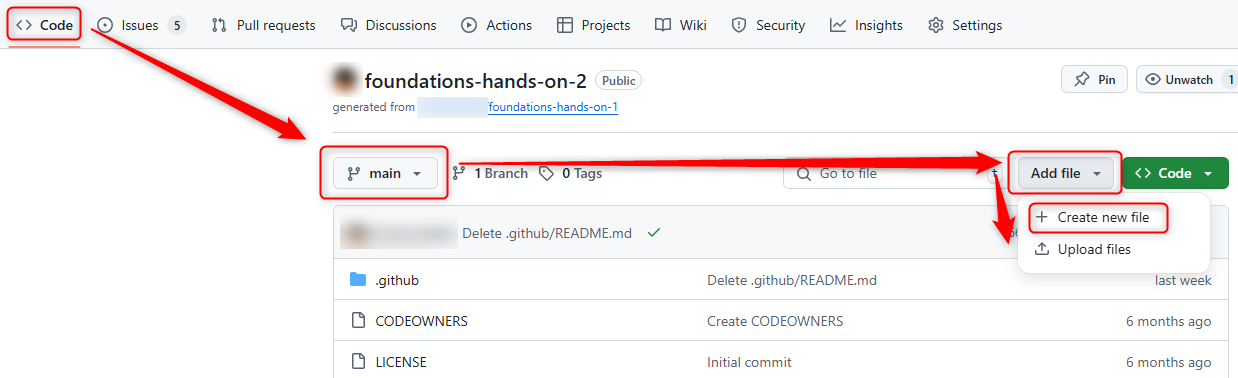 Code Issues 5 Pull requests Discussions Actions Projects Wiki Security Insights Settings
foundations-hands-on-2 Public Pin Unwatch 1
generated from /foundations-hands-on-1
main 1 Branch 0 Tags Go to file t Add file Code
Create new file
Upload files
Delete .github/README.md
.github Delete .github/README.md last week
CODEOWNERS Create CODEOWNERS 6 months ago
LICENSE Initial commit 6 months ago